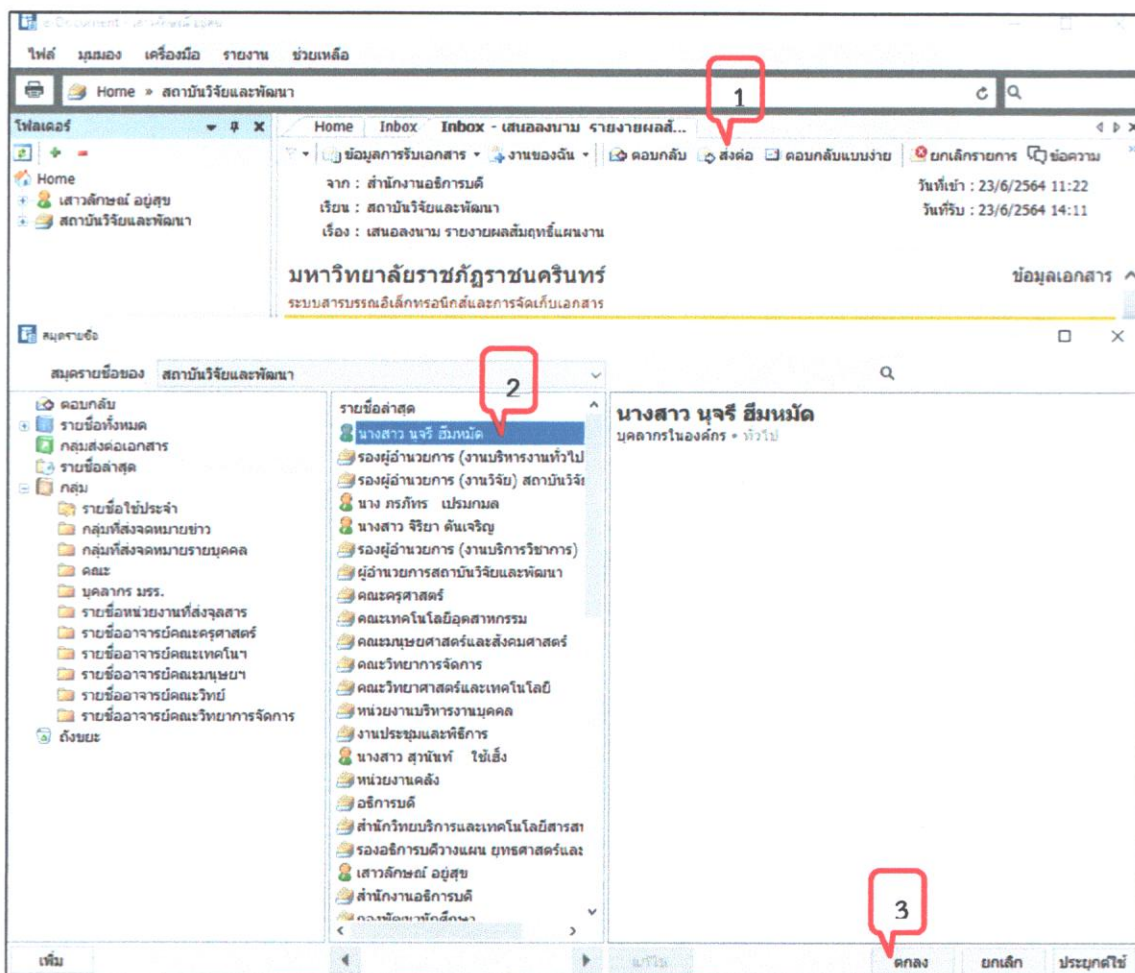 e-Document - เสาวลักษณ์ อยู่สุข
ไฟล์ มุมมอง เครื่องมือ รายงาน ช่วยเหลือ
Home » สถาบันวิจัยและพัฒนา
1
โฟลเดอร์
Home Inbox Inbox - เสนอลงนาม รายงายผลสั...
ข้อมูลการรับเอกสาร งานของฉัน ตอบกลับ ส่งต่อ ตอบกลับแบบง่าย ยกเลิกรายการ ข้อความ
Home
เสาวลักษณ์ อยู่สุข
สถาบันวิจัยและพัฒนา
จาก : สำนักงานอธิการบดี
วันที่เข้า : 23/6/2564 11:22
เรียน : สถาบันวิจัยและพัฒนา
วันที่รับ : 23/6/2564 14:11
เรื่อง : เสนอลงนาม รายงายผลสัมฤทธิ์แผนงาน
มหาวิทยาลัยราชภัฏราชนครินทร์
ข้อมูลเอกสาร
ระบบสารบรรณอิเล็กทรอนิกส์และการจัดเก็บเอกสาร
สมุดรายชื่อ
สมุดรายชื่อของ สถาบันวิจัยและพัฒนา
2
ตอบกลับ
รายชื่อทั้งหมด
กลุ่มส่งต่อเอกสาร
รายชื่อล่าสุด
กลุ่ม
รายชื่อใช้ประจำ
กลุ่มที่ส่งจดหมายข่าว
กลุ่มที่ส่งจดหมายรายบุคคล
คณะ
บุคลากร มรร.
รายชื่อหน่วยงานที่ส่งจุลสาร
รายชื่ออาจารย์คณะครุศาสตร์
รายชื่ออาจารย์คณะเทคโนฯ
รายชื่ออาจารย์คณะมนุษยฯ
รายชื่ออาจารย์คณะวิทย์
รายชื่ออาจารย์คณะวิทยาการจัดการ
ถังขยะ
รายชื่อล่าสุด
นางสาว นุจรี ฮีมหมัด
รองผู้อำนวยการ (งานบริหารงานทั่วไป
รองผู้อำนวยการ (งานวิจัย) สถาบันวิจั
นาง ภรภัทร เปรมกมล
นางสาว จิริยา ตันเจริญ
รองผู้อำนวยการ (งานบริการวิชาการ)
ผู้อำนวยการสถาบันวิจัยและพัฒนา
คณะครุศาสตร์
คณะเทคโนโลยีอุตสาหกรรม
คณะมนุษยศาสตร์และสังคมศาสตร์
คณะวิทยาการจัดการ
คณะวิทยาศาสตร์และเทคโนโลยี
หน่วยงานบริหารงานบุคคล
งานประชุมและพิธีการ
นางสาว สุวนันท์ ใช้เฮ็ง
หน่วยงานคลัง
อธิการบดี
สำนักวิทยบริการและเทคโนโลยีสารสา
รองอธิการบดีวางแผน ยุทธศาสตร์และ
เสาวลักษณ์ อยู่สุข
สำนักงานอธิการบดี
กองพัฒนานักศึกษา
นางสาว นุจรี ฮีมหมัด
บุคลากรในองค์กร • ทั่วไป
3
เพิ่ม
แก้ไข
ตกลง
ยกเลิก
ประยุกต์ใช้